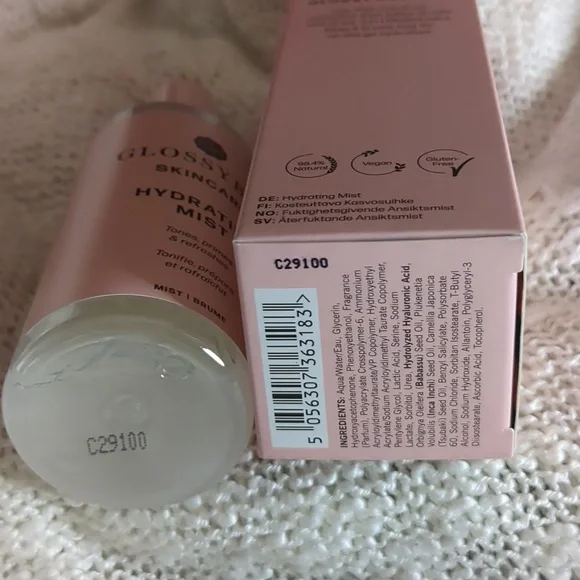 GLOSSY
SKINCAR
HYDRATI
MIST
Tones, primes
& refreshes
Tonifie, prépare
et rafraîchit
MIST | BRUME
C29100
98.4%
Natural
Vegan
Gluten-
Free
DE: Hydrating Mist
FI: Kosteuttava Kasvosuihke
NO: Fuktighetsgivende Ansiktsmist
SV: Återfuktande Ansiktsmist
C29100
5 056307 363183 >
INGREDIENTS: Aqua/Water/Eau, Glycerin,
Hydroxyacetophenone, Phenoxyethanol, Fragrance
(Parfum), Polyacrylate Crosspolymer-6, Ammonium
Acryloyldimethyltaurate/VP Copolymer, Hydroxyethyl
Acrylate/Sodium Acryloyldimethyl Taurate Copolymer,
Pentylene Glycol, Lactic Acid, Serine, Sodium
Lactate, Sorbitol, Urea, Hydrolyzed Hyaluronic Acid,
Orbignya Oleifera (Babassu) Seed Oil, Plukenetia
Volubilis (Inca Inchi) Seed Oil, Camellia Japonica
(Tsubaki) Seed Oil, Benzyl Salicylate, Polysorbate
60, Sodium Chloride, Sorbitan Isostearate, T-Butyl
Alcohol, Sodium Hydroxide, Allantoin, Polyglyceryl-3
Diisostearate, Ascorbic Acid, Tocopherol.